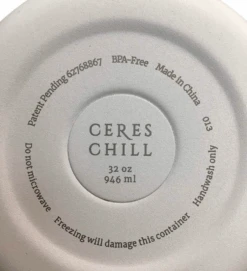 Patent Pending 62768867 BPA-Free Made in China 013
CERES
CHILL
32 oz
946 ml
Do not microwave Freezing will damage this container Handwash only